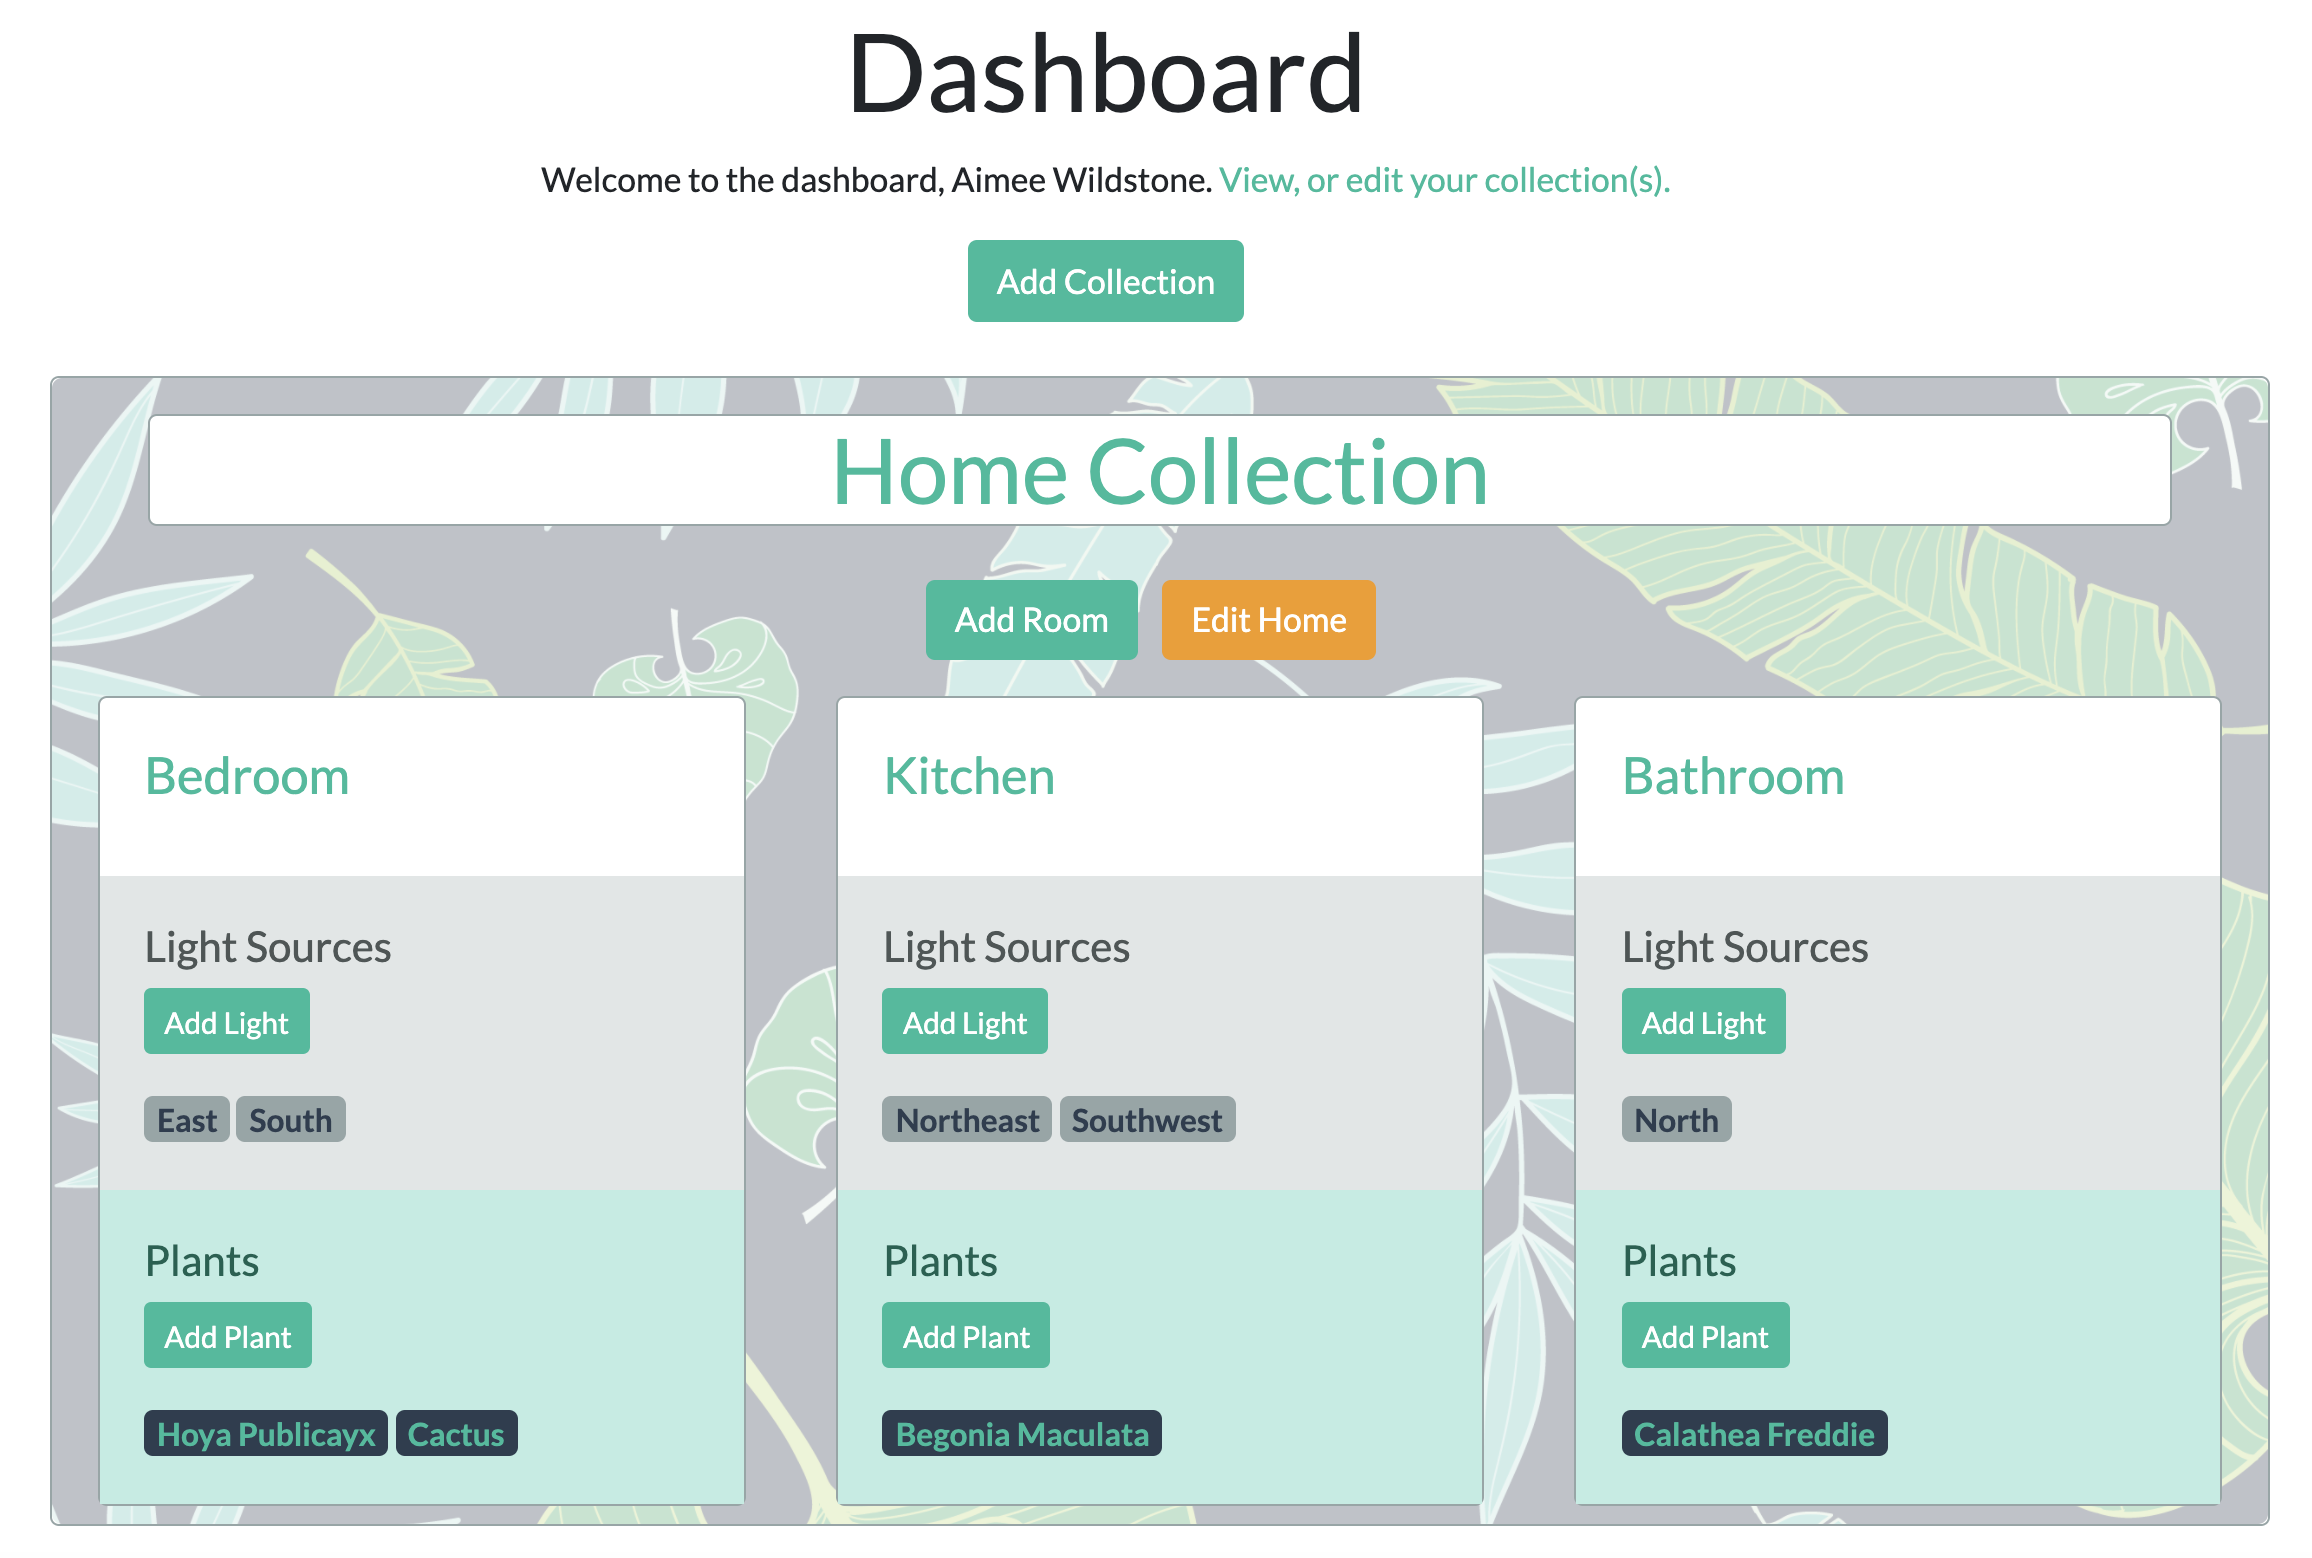 Dashboard
Welcome to the dashboard, Aimee Wildstone. View, or edit your collection(s).
Add Collection
Home Collection
Add Room Edit Home
Bedroom
Light Sources
Add Light
East South
Plants
Add Plant
Hoya Publicayx Cactus
Kitchen
Light Sources
Add Light
Northeast Southwest
Plants
Add Plant
Begonia Maculata
Bathroom
Light Sources
Add Light
North
Plants
Add Plant
Calathea Freddie